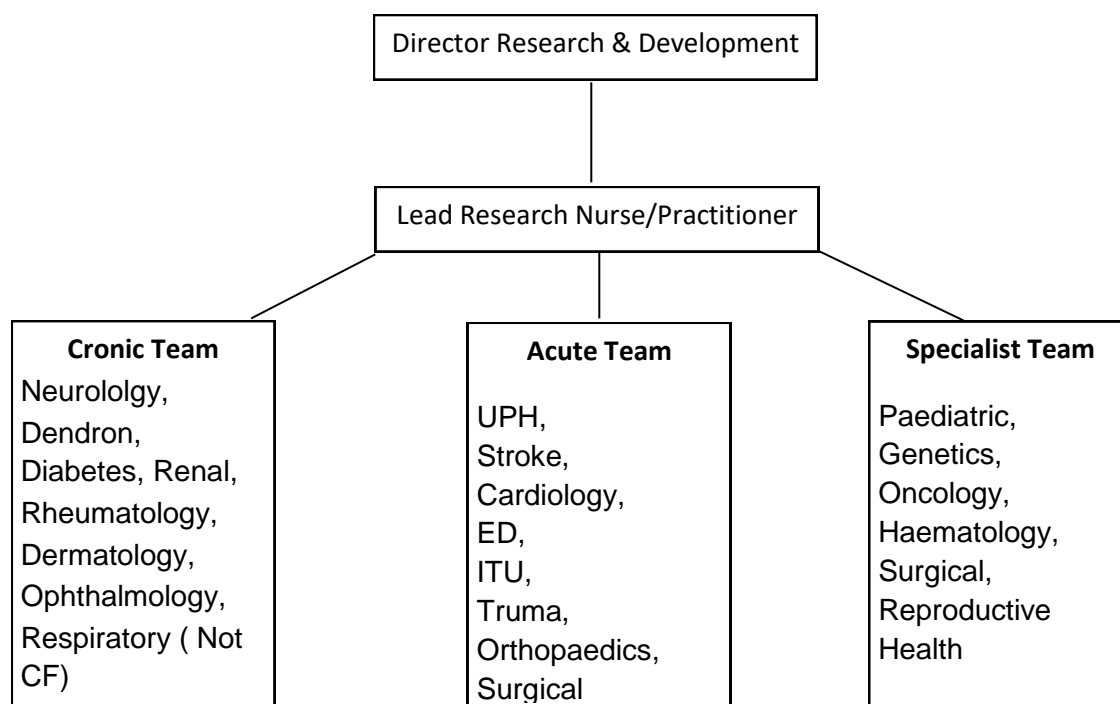 Director Research & Development
Lead Research Nurse/Practitioner
Cronic Team
Neurololgy,
Dendron,
Diabetes, Renal,
Rheumatology,
Dermatology,
Ophthalmology,
Respiratory ( Not
CF)
Acute Team
UPH,
Stroke,
Cardiology,
ED,
ITU,
Truma,
Orthopaedics,
Surgical
Specialist Team
Paediatric,
Genetics,
Oncology,
Haematology,
Surgical,
Reproductive
Health